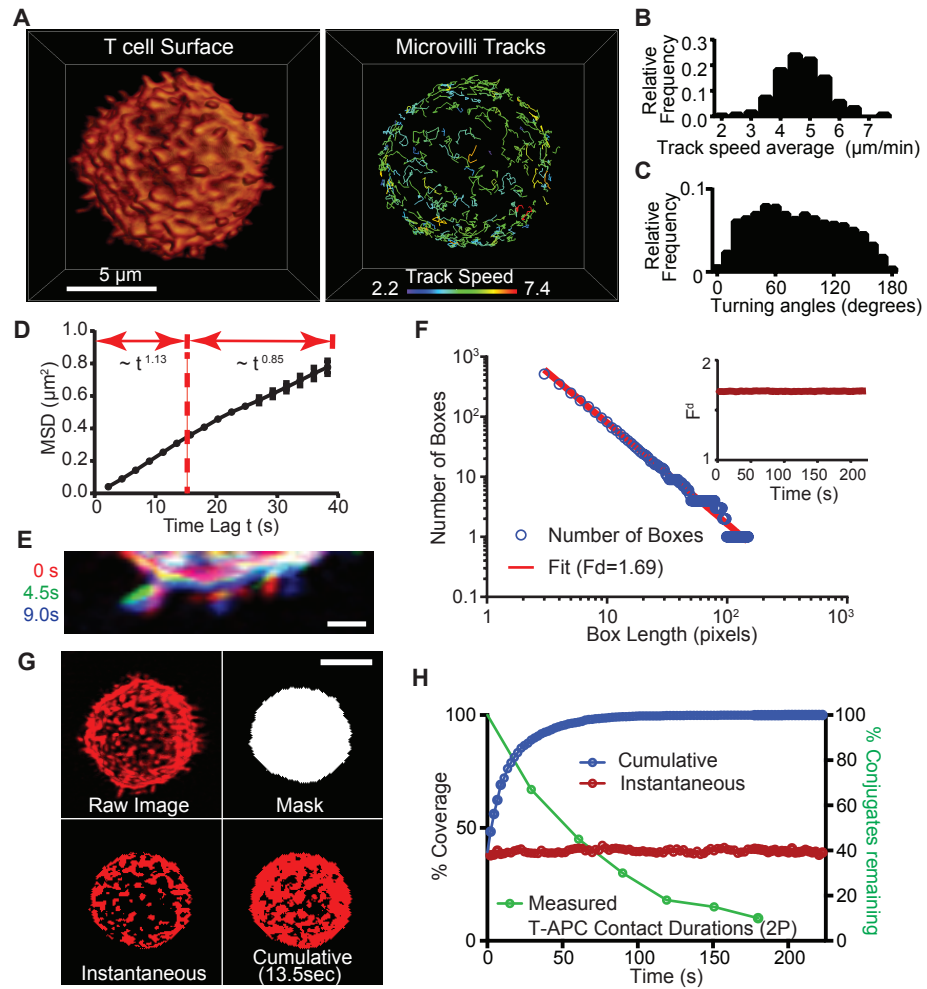 A
T cell Surface
5 µm
Microvilli Tracks
Track Speed
2.2
7.4
B
Relative
Frequency
0.3
0.2
0.1
0.0
2 3 4 5 6 7
Track speed average (µm/min)
C
Relative
Frequency
0.1
0
0 60 120 180
Turning angles (degrees)
D
MSD (µm²)
1.0
0.8
0.6
0.4
0.2
0.0
~ t^1.13
~ t^0.85
0 10 20 30 40
Time Lag t (s)
E
0 s
4.5s
9.0s
F
Number of Boxes
10³
10²
10
1
0.1
1 10 10² 10³
Box Length (pixels)
Number of Boxes
Fit (Fd=1.69)
F^d
2
1
0 50 100 150 200
Time (s)
G
Raw Image
Mask
Instantaneous
Cumulative
(13.5sec)
H
% Coverage
100
50
0
Cumulative
Instantaneous
Measured
T-APC Contact Durations (2P)
0 50 100 150 200
Time (s)
100
80
60
40
20
0
% Conjugates remaining